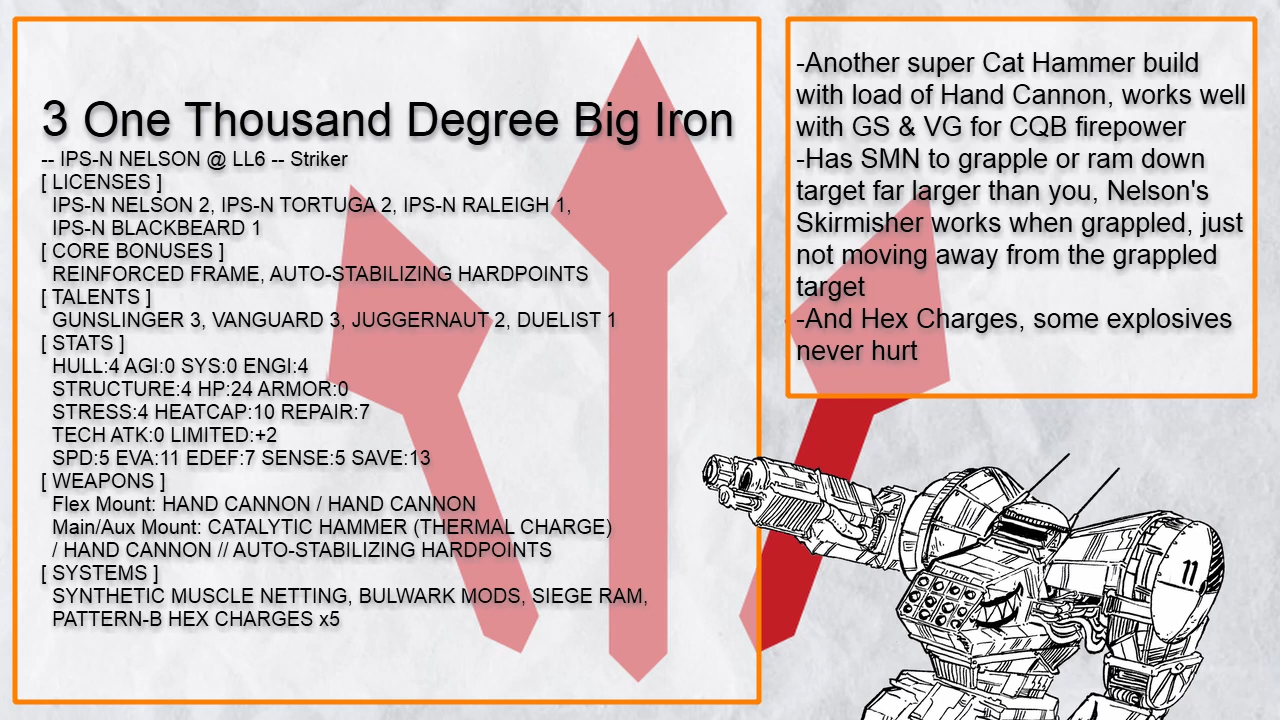 3 One Thousand Degree Big Iron
-- IPS-N NELSON @ LL6 -- Striker
[ LICENSES ]
IPS-N NELSON 2, IPS-N TORTUGA 2, IPS-N RALEIGH 1,
IPS-N BLACKBEARD 1
[ CORE BONUSES ]
REINFORCED FRAME, AUTO-STABILIZING HARDPOINTS
[ TALENTS ]
GUNSLINGER 3, VANGUARD 3, JUGGERNAUT 2, DUELIST 1
[ STATS ]
HULL:4 AGI:0 SYS:0 ENGI:4
STRUCTURE:4 HP:24 ARMOR:0
STRESS:4 HEATCAP:10 REPAIR:7
TECH ATK:0 LIMITED:+2
SPD:5 EVA:11 EDEF:7 SENSE:5 SAVE:13
[ WEAPONS ]
Flex Mount: HAND CANNON / HAND CANNON
Main/Aux Mount: CATALYTIC HAMMER (THERMAL CHARGE)
/ HAND CANNON // AUTO-STABILIZING HARDPOINTS
[ SYSTEMS ]
SYNTHETIC MUSCLE NETTING, BULWARK MODS, SIEGE RAM,
PATTERN-B HEX CHARGES x5
-Another super Cat Hammer build
with load of Hand Cannon, works well
with GS & VG for CQB firepower
-Has SMN to grapple or ram down
target far larger than you, Nelson's
Skirmisher works when grappled, just
not moving away from the grappled
target
-And Hex Charges, some explosives
never hurt
11